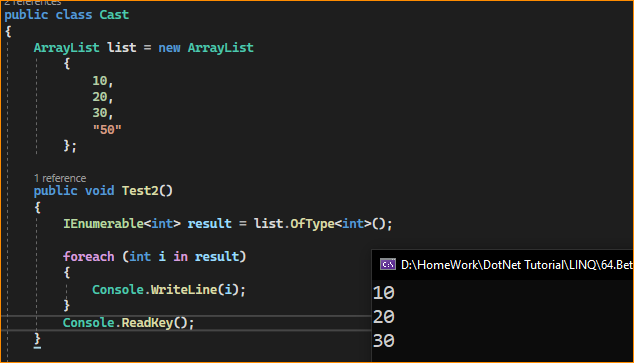 2 references
public class Cast
{
ArrayList list = new ArrayList
{
10,
20,
30,
"50"
};
1 reference
public void Test2()
{
IEnumerable<int> result = list.OfType<int>();
foreach (int i in result)
{
Console.WriteLine(i);
}
Console.ReadKey();
}
D:\HomeWork\DotNet Tutorial\LINQ\64.Bet
10
20
30